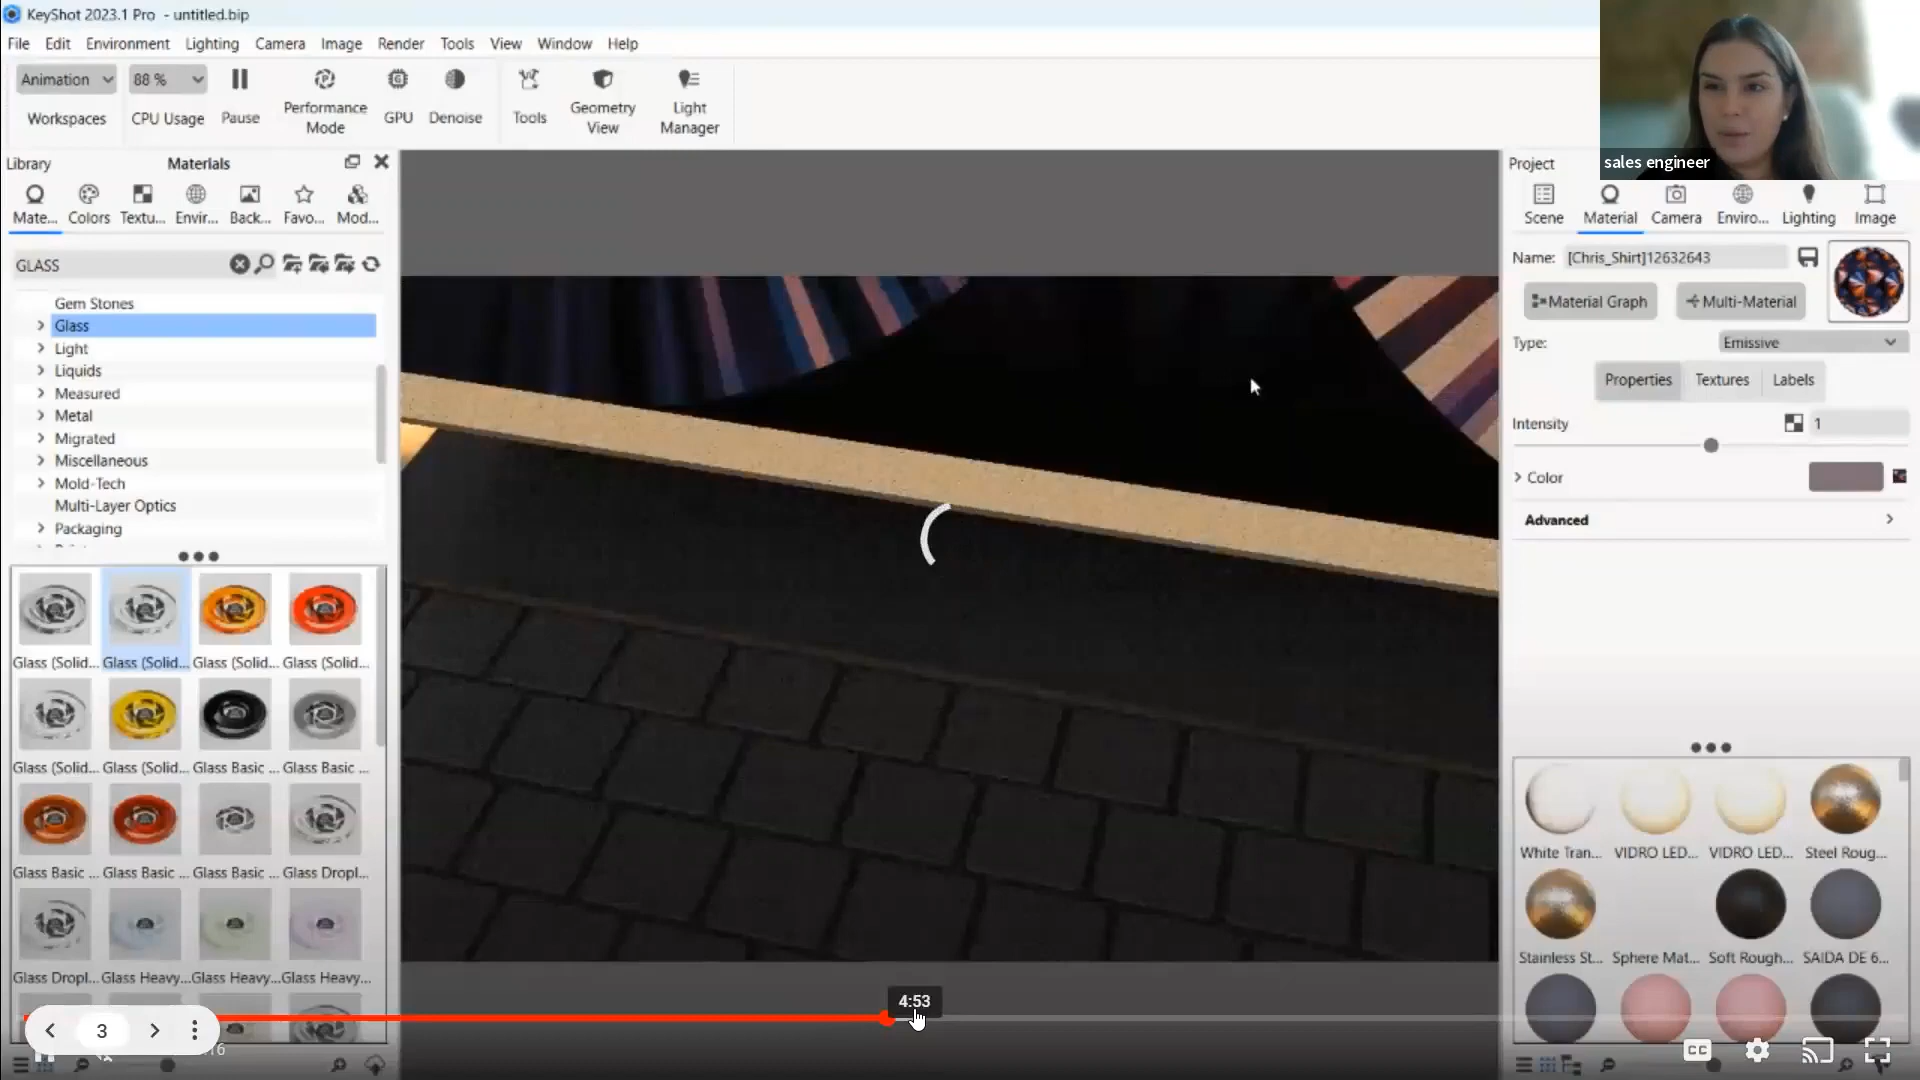 KeyShot 2023.1 Pro - untitled.bip
File Edit Environment Lighting Camera Image Render Tools View Window Help
Animation 88 %
Workspaces CPU Usage Pause Performance Mode GPU Denoise Tools Geometry View Light Manager
sales engineer
Library Materials
Mate... Colors Textu... Envir... Back... Favo... Mod...
GLASS
Gem Stones
Glass
Light
Liquids
Measured
Metal
Migrated
Miscellaneous
Mold-Tech
Multi-Layer Optics
Packaging
Glass (Solid... Glass (Solid... Glass (Solid... Glass (Solid...
Glass (Solid... Glass (Solid... Glass Basic ... Glass Basic ...
Glass Basic ... Glass Basic ... Glass Basic ... Glass Dropl...
Glass Dropl... Glass Heavy... Glass Heavy... Glass Heavy...
3
4:53
Project
Scene Material Camera Enviro... Lighting Image
Name: [Chris_Shirt]12632643
Material Graph Multi-Material
Type: Emissive
Properties Textures Labels
Intensity 1
Color
Advanced
White Tran... VIDRO LED... VIDRO LED... Steel Roug...
Stainless St... Sphere Mat... Soft Rough... SAIDA DE 6...
CC